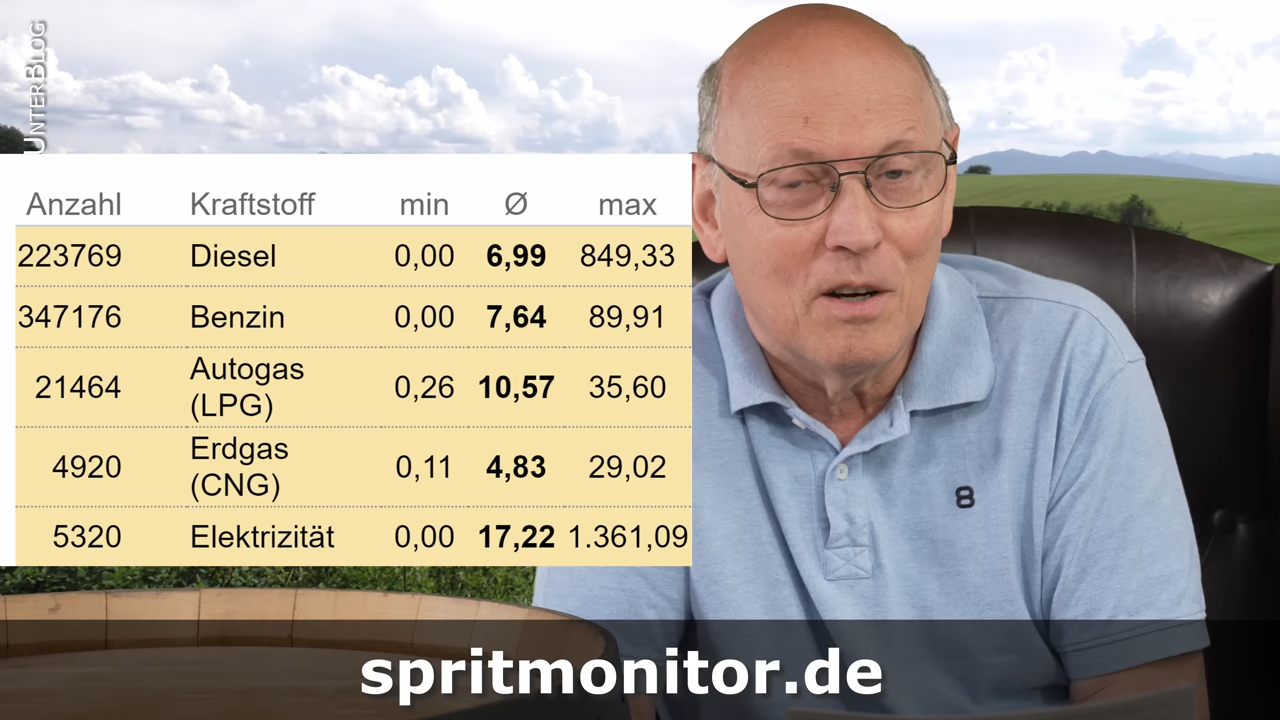 UNTERBLOG
Anzahl Kraftstoff min Ø max
223769 Diesel 0,00 6,99 849,33
347176 Benzin 0,00 7,64 89,91
21464 Autogas (LPG) 0,26 10,57 35,60
4920 Erdgas (CNG) 0,11 4,83 29,02
5320 Elektrizität 0,00 17,22 1.361,09
8
spritmonitor.de